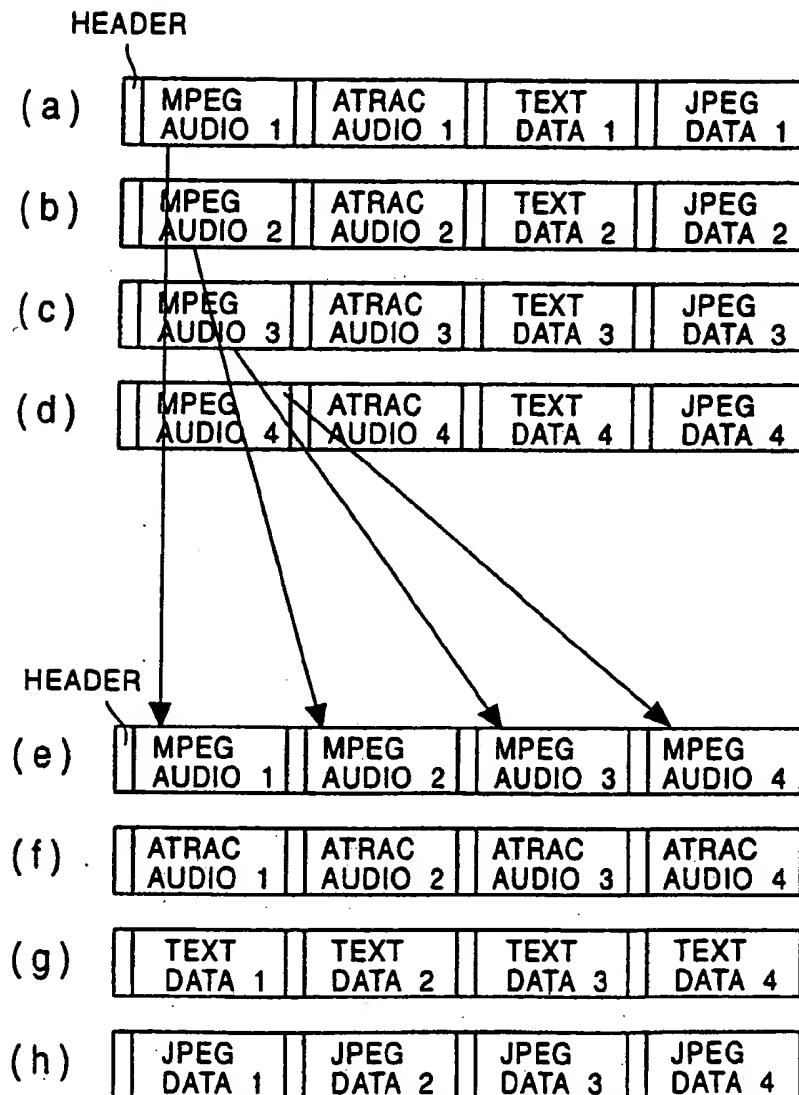 HEADER
(a) MPEG ATRAC TEXT JPEG
AUDIO 1 AUDIO 1 DATA 1 DATA 1
(b) MPEG ATRAC TEXT JPEG
AUDIO 2 AUDIO 2 DATA 2 DATA 2
(c) MPEG ATRAC TEXT JPEG
AUDIO 3 AUDIO 3 DATA 3 DATA 3
(d) MPEG ATRAC TEXT JPEG
AUDIO 4 AUDIO 4 DATA 4 DATA 4
HEADER
(e) MPEG MPEG MPEG MPEG
AUDIO 1 AUDIO 2 AUDIO 3 AUDIO 4
(f) ATRAC ATRAC ATRAC ATRAC
AUDIO 1 AUDIO 2 AUDIO 3 AUDIO 4
(g) TEXT TEXT TEXT TEXT
DATA 1 DATA 2 DATA 3 DATA 4
(h) JPEG JPEG JPEG JPEG
DATA 1 DATA 2 DATA 3 DATA 4